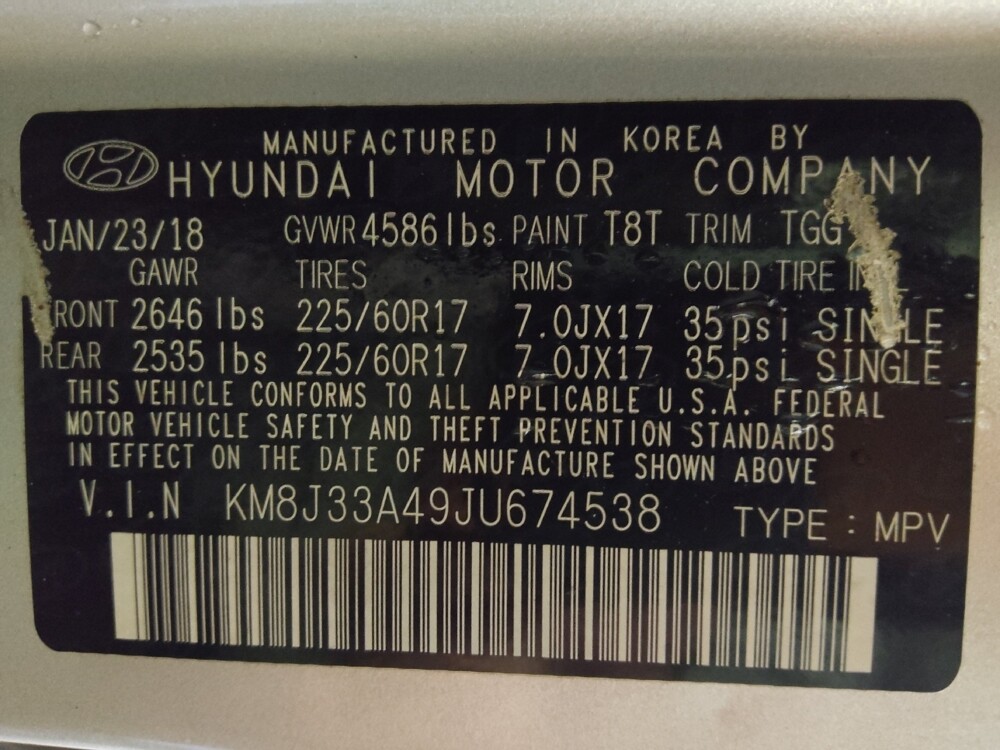 MANUFACTURED IN KOREA BY
HYUNDAI MOTOR COMPANY
JAN/23/18 GVWR 4586 lbs PAINT T8T TRIM TGG
GAWR TIRES RIMS COLD TIRE
FRONT 2646 lbs 225/60R17 7.0JX17 35psi SINGLE
REAR 2535 lbs 225/60R17 7.0JX17 35psi SINGLE
THIS VEHICLE CONFORMS TO ALL APPLICABLE U.S.A. FEDERAL
MOTOR VEHICLE SAFETY AND THEFT PREVENTION STANDARDS
IN EFFECT ON THE DATE OF MANUFACTURE SHOWN ABOVE
V.I.N KM8J33A49JU674538 TYPE : MPV